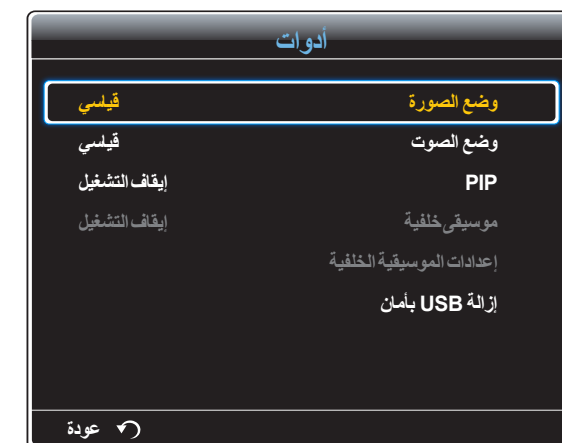 أدوات
وضع الصورة قياسي
وضع الصوت قياسي
PIP إيقاف التشغيل
موسيقى خلفية إيقاف التشغيل
إعدادات الموسيقية الخلفية
إزالة USB بأمان
عودة